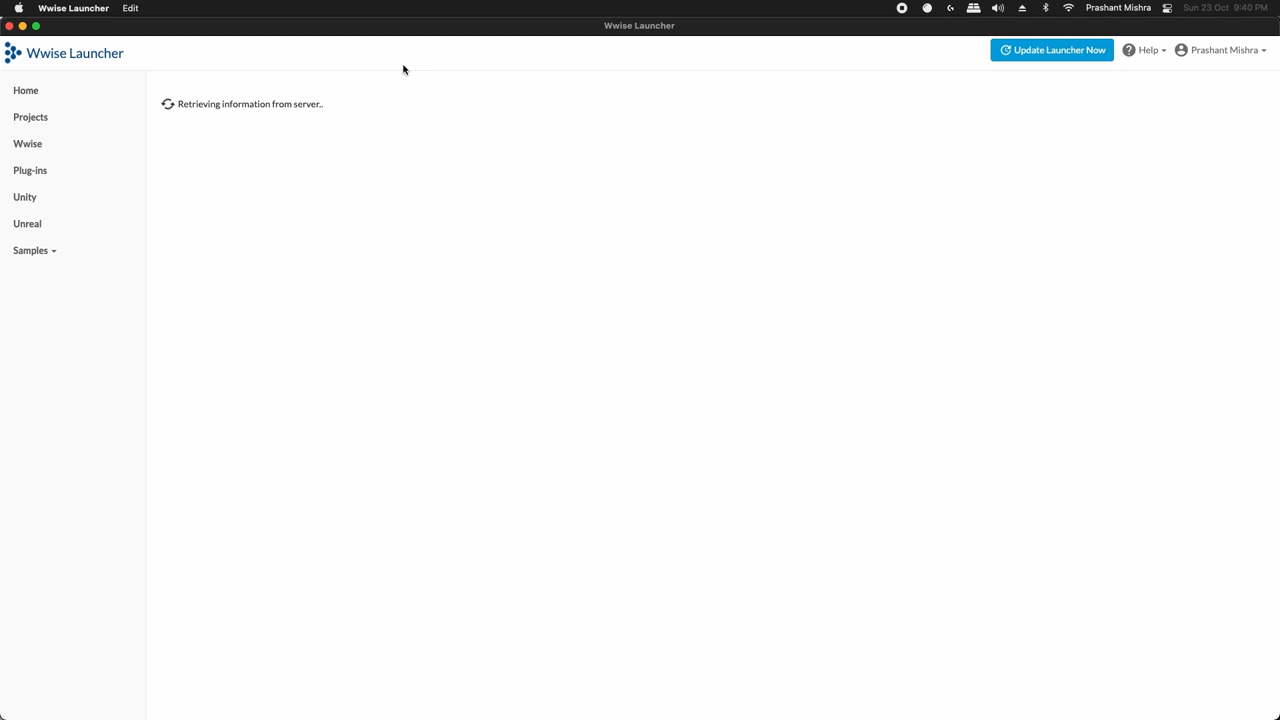 Wwise Launcher Edit Prashant Mishra Sun 23 Oct 9:40 PM
Wwise Launcher
Wwise Launcher Update Launcher Now Help Prashant Mishra
Home
Retrieving information from server..
Projects
Wwise
Plug-ins
Unity
Unreal
Samples